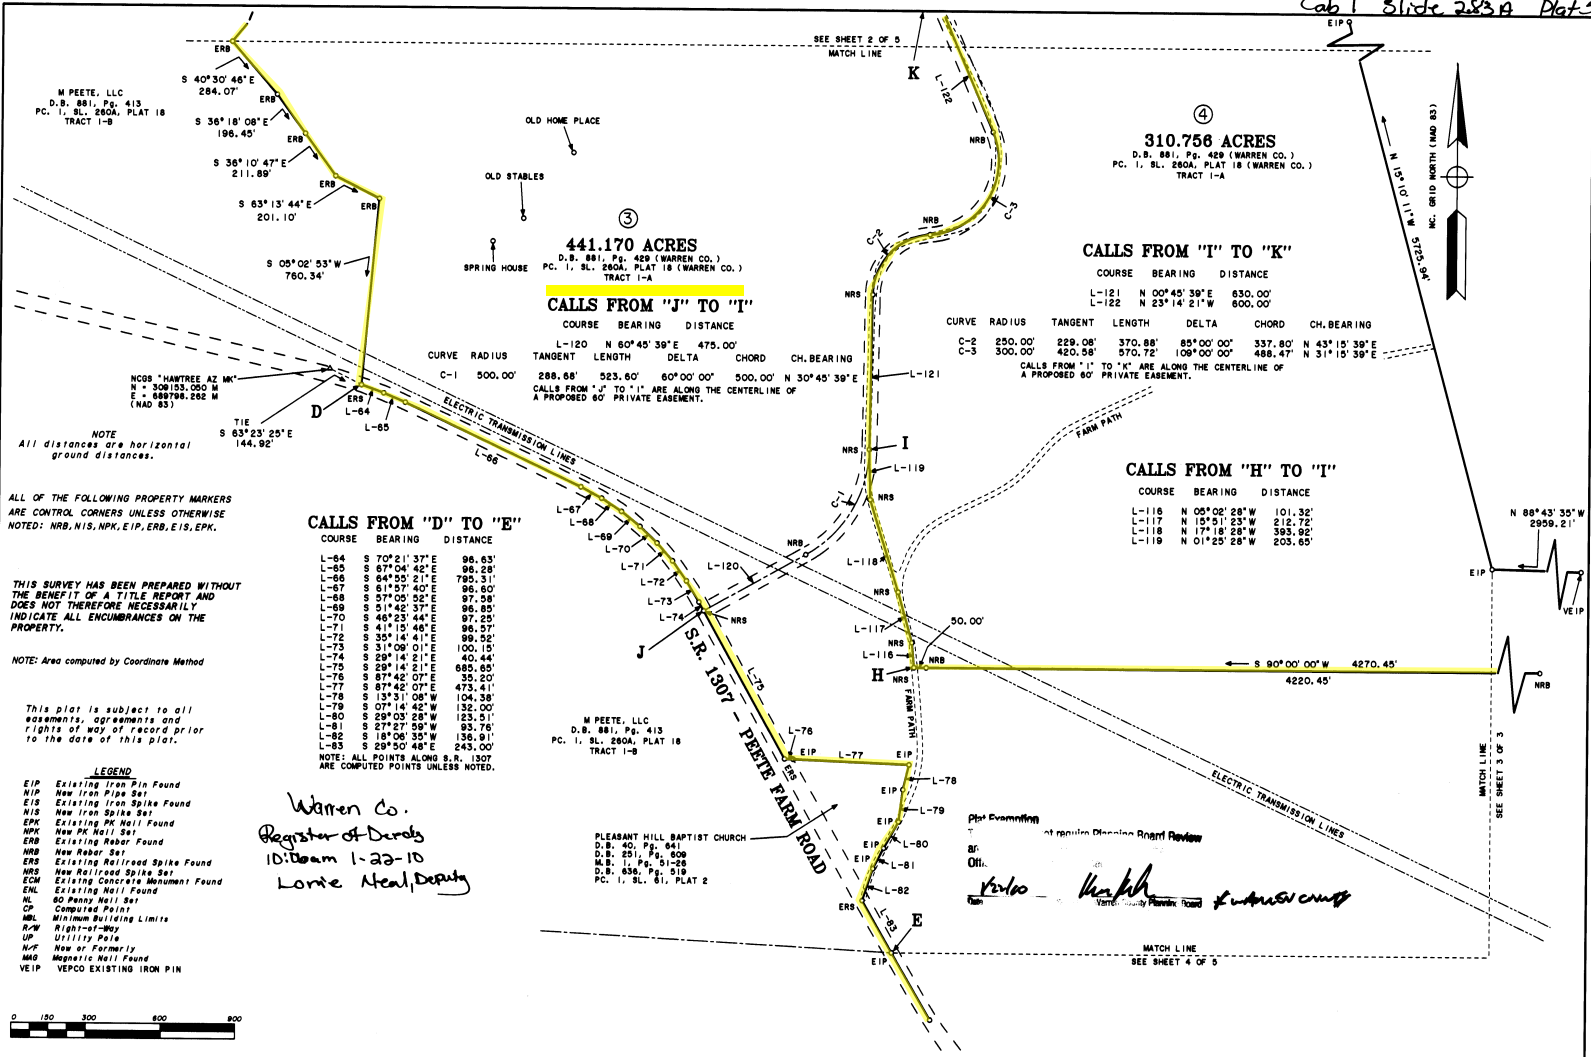 Cab 1 Slide 283A Plat
SEE SHEET 2 OF 5
MATCH LINE
EIP
ERB
S 40°30'46"E
284.07'
M PEETE, LLC
D.B. 881, Pg. 413
PC. 1, SL. 260A, PLAT 18
TRACT 1-B
ERB
S 36°18'08"E
196.45'
ERB
S 36°10'47"E
211.89'
ERB
S 63°13'44"E
201.10'
ERB
S 05°02'53"W
760.34'
OLD HOME PLACE
OLD STABLES
SPRING HOUSE
3
441.170 ACRES
D.B. 881, Pg. 429 (WARREN CO.)
PC. 1, SL. 260A, PLAT 18 (WARREN CO.)
TRACT 1-A
CALLS FROM "J" TO "I"
COURSE BEARING DISTANCE
L-120 N 60°45'39"E 475.00'
CURVE RADIUS TANGENT LENGTH DELTA CHORD CH.BEARING
C-1 500.00' 288.68' 523.60' 60°00'00" 500.00' N 30°45'39"E
CALLS FROM "J" TO "I" ARE ALONG THE CENTERLINE OF
A PROPOSED 60' PRIVATE EASEMENT.
K
L-122
NRB
C-3
NRB
C-2
NRS
L-121
4
310.756 ACRES
D.B. 881, Pg. 429 (WARREN CO.)
PC. 1, SL. 260A, PLAT 18 (WARREN CO.)
TRACT 1-A
N 15°10'11"W 5725.94'
NC. GRID NORTH (NAD 83)
CALLS FROM "I" TO "K"
COURSE BEARING DISTANCE
L-121 N 00°45'39"E 630.00'
L-122 N 23°14'21"W 600.00'
CURVE RADIUS TANGENT LENGTH DELTA CHORD CH.BEARING
C-2 250.00' 229.08' 370.88' 85°00'00" 337.80' N 43°15'39"E
C-3 300.00' 420.58' 570.72' 109°00'00" 488.47' N 31°15'39"E
CALLS FROM "I" TO "K" ARE ALONG THE CENTERLINE OF
A PROPOSED 60' PRIVATE EASEMENT.
FARM PATH
NCGS "HAWTREE AZ MK"
N = 309153.050 M
E = 689798.262 M
(NAD 83)
D
ERS
L-64
L-65
TIE
S 63°23'25"E
144.92'
ELECTRIC TRANSMISSION LINES
L-66
NOTE
All distances are horizontal
ground distances.
ALL OF THE FOLLOWING PROPERTY MARKERS
ARE CONTROL CORNERS UNLESS OTHERWISE
NOTED: NRB,NIS,NPK,EIP,ERB,EIS,EPK.
THIS SURVEY HAS BEEN PREPARED WITHOUT
THE BENEFIT OF A TITLE REPORT AND
DOES NOT THEREFORE NECESSARILY
INDICATE ALL ENCUMBRANCES ON THE
PROPERTY.
NOTE: Area computed by Coordinate Method
This plat is subject to all
easements, agreements and
rights of way of record prior
to the date of this plat.
CALLS FROM "D" TO "E"
COURSE BEARING DISTANCE
L-64 S 70°21'37"E 96.63'
L-65 S 67°04'42"E 96.28'
L-66 S 64°55'21"E 795.31'
L-67 S 61°57'40"E 96.60'
L-68 S 57°05'52"E 97.58'
L-69 S 51°42'37"E 96.85'
L-70 S 46°23'44"E 97.25'
L-71 S 41°15'46"E 96.57'
L-72 S 35°14'41"E 99.52'
L-73 S 31°09'01"E 100.15'
L-74 S 29°14'21"E 40.44'
L-75 S 29°14'21"E 685.65'
L-76 S 87°42'07"E 35.20'
L-77 S 87°42'07"E 473.41'
L-78 S 13°31'08"W 104.38'
L-79 S 07°14'42"W 132.00'
L-80 S 29°03'28"W 123.51'
L-81 S 27°27'59"W 93.76'
L-82 S 18°06'35"W 136.91'
L-83 S 29°50'48"E 243.00'
NOTE: ALL POINTS ALONG S.R. 1307
ARE COMPUTED POINTS UNLESS NOTED.
I
NRS
L-119
NRS
C-1
NRB
L-120
L-67
L-68
L-69
L-70
L-71
L-72
L-73
L-74
NRS
J
L-118
NRS
L-117
NRS
L-116
50.00'
NRB
H
NRS
FARM PATH
CALLS FROM "H" TO "I"
COURSE BEARING DISTANCE
L-116 N 05°02'28"W 101.32'
L-117 N 15°51'23"W 212.72'
L-118 N 17°18'28"W 393.92'
L-119 N 01°25'28"W 203.65'
N 88°43'35"W
2959.21'
EIP
VEIP
S 90°00'00"W 4270.45'
4220.45'
NRB
MATCH LINE
SEE SHEET 3 OF 3
ELECTRIC TRANSMISSION LINES
S.R. 1307 - PEETE FARM ROAD
L-75
M PEETE, LLC
D.B. 881, Pg. 413
PC. 1, SL. 260A, PLAT 18
TRACT 1-B
L-76
EIP
ERS
L-77
EIP
L-78
EIP
L-79
EIP
L-80
EIP
L-81
EIP
L-82
ERS
L-83
E
EIP
PLEASANT HILL BAPTIST CHURCH
D.B. 40, Pg. 641
D.B. 251, Pg. 609
M.B. 1, Pg. 51-26
D.B. 636, Pg. 519
PC. 1, SL. 61, PLAT 2
Plat Exemption
not require Planning Board Review
1/22/10
Date
Warren County Planning Board
WARREN COUNTY
MATCH LINE
SEE SHEET 4 OF 5
Warren Co.
Register of Deeds
10:00am 1-22-10
Lorrie Neal, Deputy
LEGEND
EIP Existing Iron Pin Found
NIP New Iron Pipe Set
EIS Existing Iron Spike Found
NIS New Iron Spike Set
EPK Existing PK Nail Found
NPK New PK Nail Set
ERB Existing Rebar Found
NRB New Rebar Set
ERS Existing Railroad Spike Found
NRS New Railroad Spike Set
ECM Existing Concrete Monument Found
ENL Existing Nail Found
NL 60 Penny Nail Set
CP Computed Point
MBL Minimum Building Limits
R/W Right-of-Way
UP Utility Pole
N/F Now or Formerly
MAG Magnetic Nail Found
VEIP VEPCO EXISTING IRON PIN
0 150 300 600 900